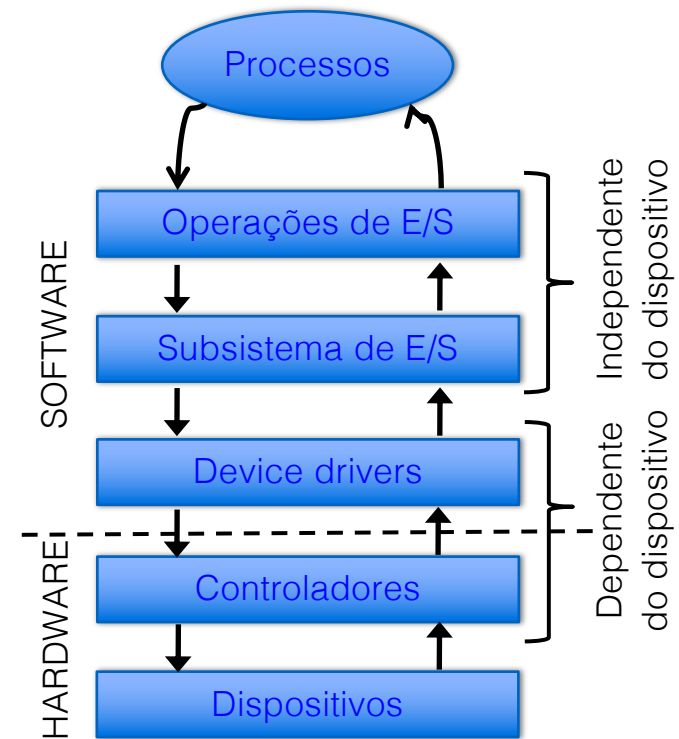 Processos
Operações de E/S
Subsistema de E/S
Device drivers
Controladores
Dispositivos
SOFTWARE
HARDWARE
Independente
do dispositivo
Dependente
do dispositivo